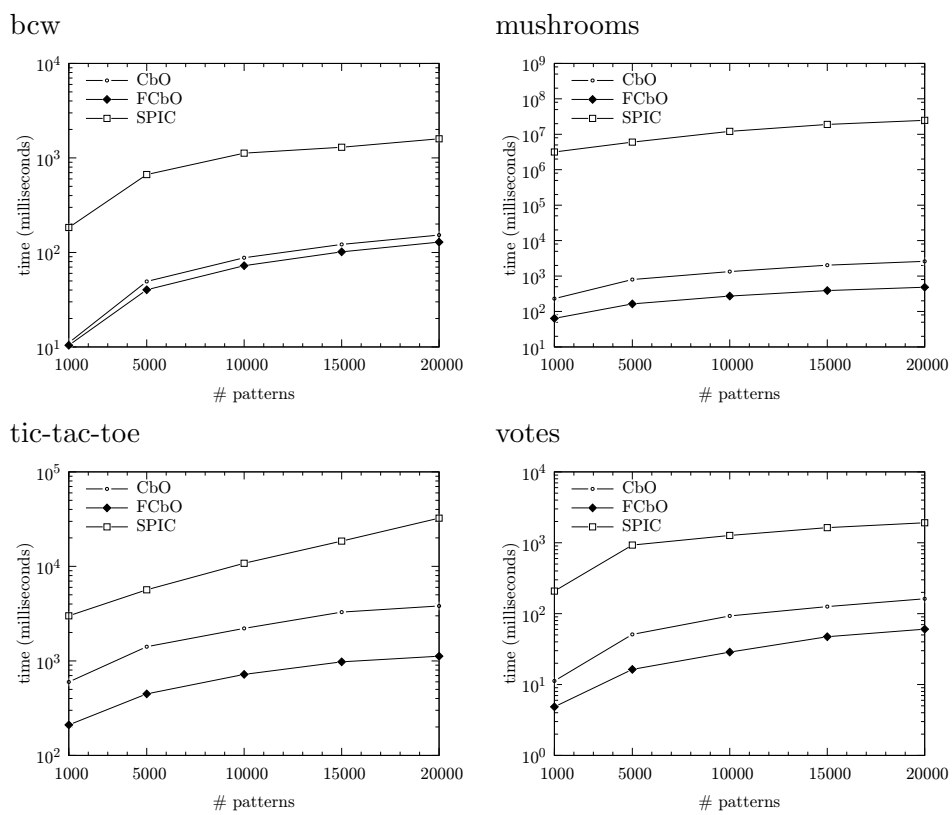 bcw
10^4
10^3
10^2
10^1
time (milliseconds)
CbO
FCbO
SPIC
1000 5000 10000 15000 20000
# patterns
mushrooms
10^9
10^8
10^7
10^6
10^5
10^4
10^3
10^2
10^1
time (milliseconds)
CbO
FCbO
SPIC
1000 5000 10000 15000 20000
# patterns
tic-tac-toe
10^5
10^4
10^3
10^2
time (milliseconds)
CbO
FCbO
SPIC
1000 5000 10000 15000 20000
# patterns
votes
10^4
10^3
10^2
10^1
10^0
time (milliseconds)
CbO
FCbO
SPIC
1000 5000 10000 15000 20000
# patterns